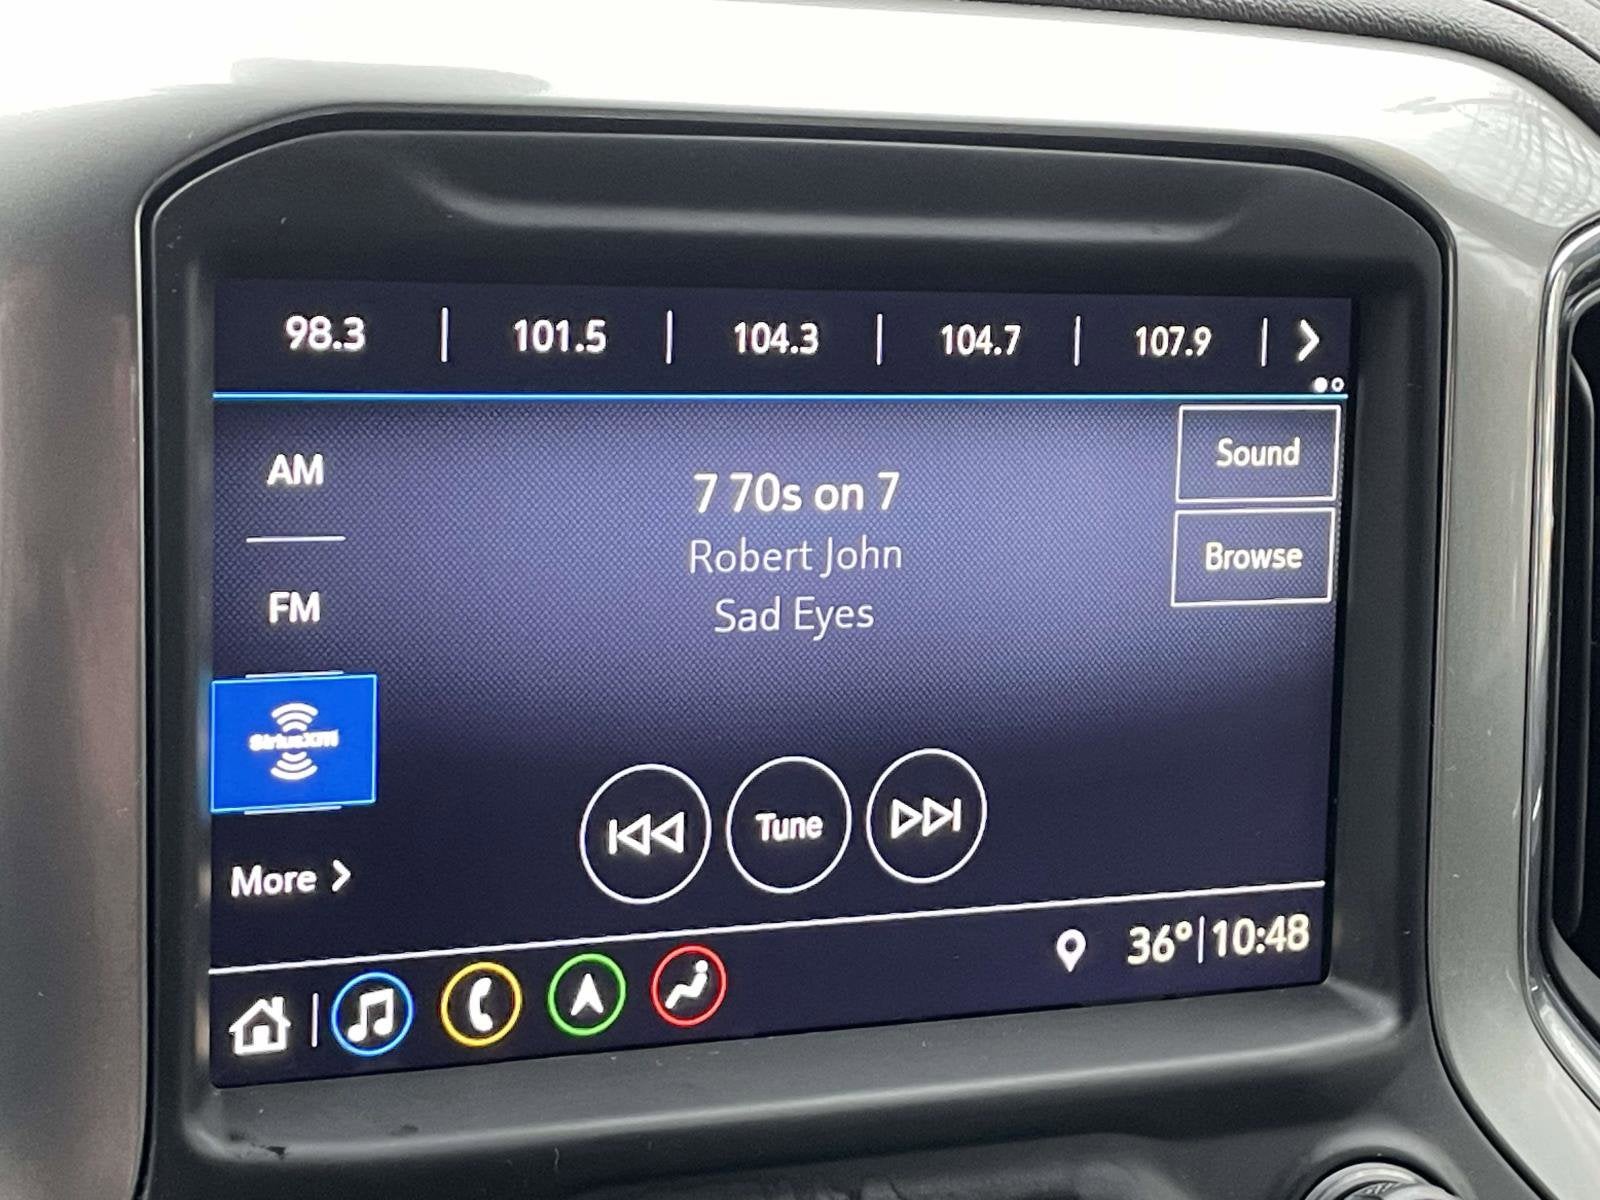 98.3 | 101.5 | 104.3 | 104.7 | 107.9 |
AM
FM
SiriusXM
More
7 70s on 7
Robert John
Sad Eyes
Sound
Browse
Tune
36° | 10:48